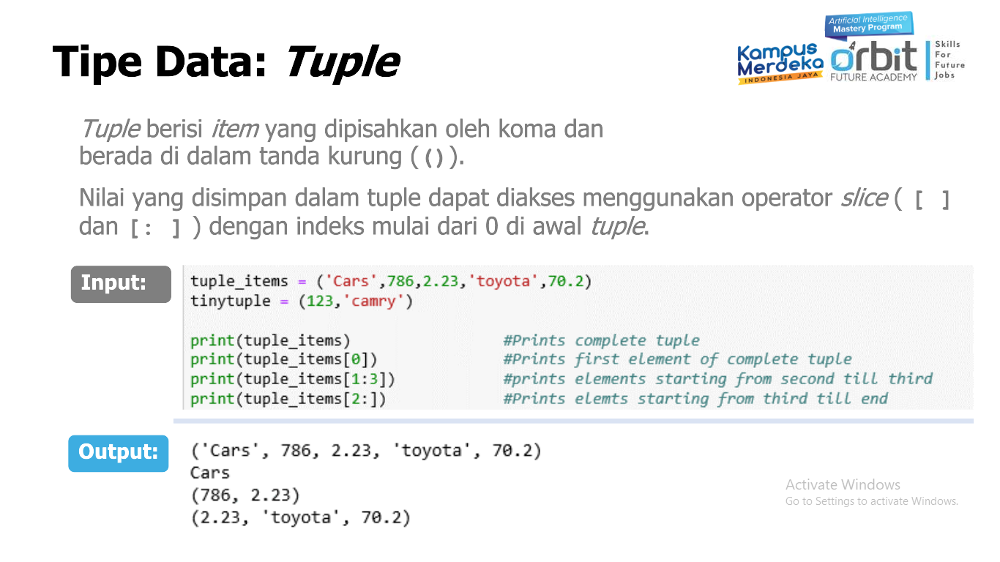 Tipe Data: Tuple
Artificial Intelligence
Mastery Program
Kampus
Merdeka
INDONESIA JAYA
orbit
FUTURE ACADEMY
Skills
For
Future
Jobs
Tuple berisi item yang dipisahkan oleh koma dan
berada di dalam tanda kurung ( () ).
Nilai yang disimpan dalam tuple dapat diakses menggunakan operator slice ( [ ]
dan [: ] ) dengan indeks mulai dari 0 di awal tuple.
Input:
tuple_items = ('Cars',786,2.23,'toyota',70.2)
tinytuple = (123,'camry')
print(tuple_items) #Prints complete tuple
print(tuple_items[0]) #Prints first element of complete tuple
print(tuple_items[1:3]) #prints elements starting from second till third
print(tuple_items[2:]) #Prints elemts starting from third till end
Output:
('Cars', 786, 2.23, 'toyota', 70.2)
Cars
(786, 2.23)
(2.23, 'toyota', 70.2)
Activate Windows
Go to Settings to activate Windows.